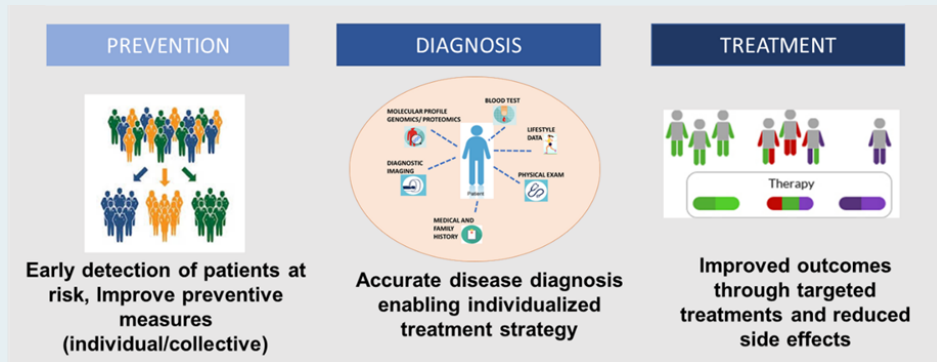 PREVENTION
Early detection of patients at
risk, Improve preventive
measures
(individual/collective)
DIAGNOSIS
MOLECULAR PROFILE
GENOMICS/ PROTEOMICS
BLOOD TEST
LIFESTYLE
DATA
DIAGNOSTIC
IMAGING
PHYSICAL EXAM
Patient
MEDICAL AND
FAMILY
HISTORY
Accurate disease diagnosis
enabling individualized
treatment strategy
TREATMENT
Therapy
Improved outcomes
through targeted
treatments and reduced
side effects